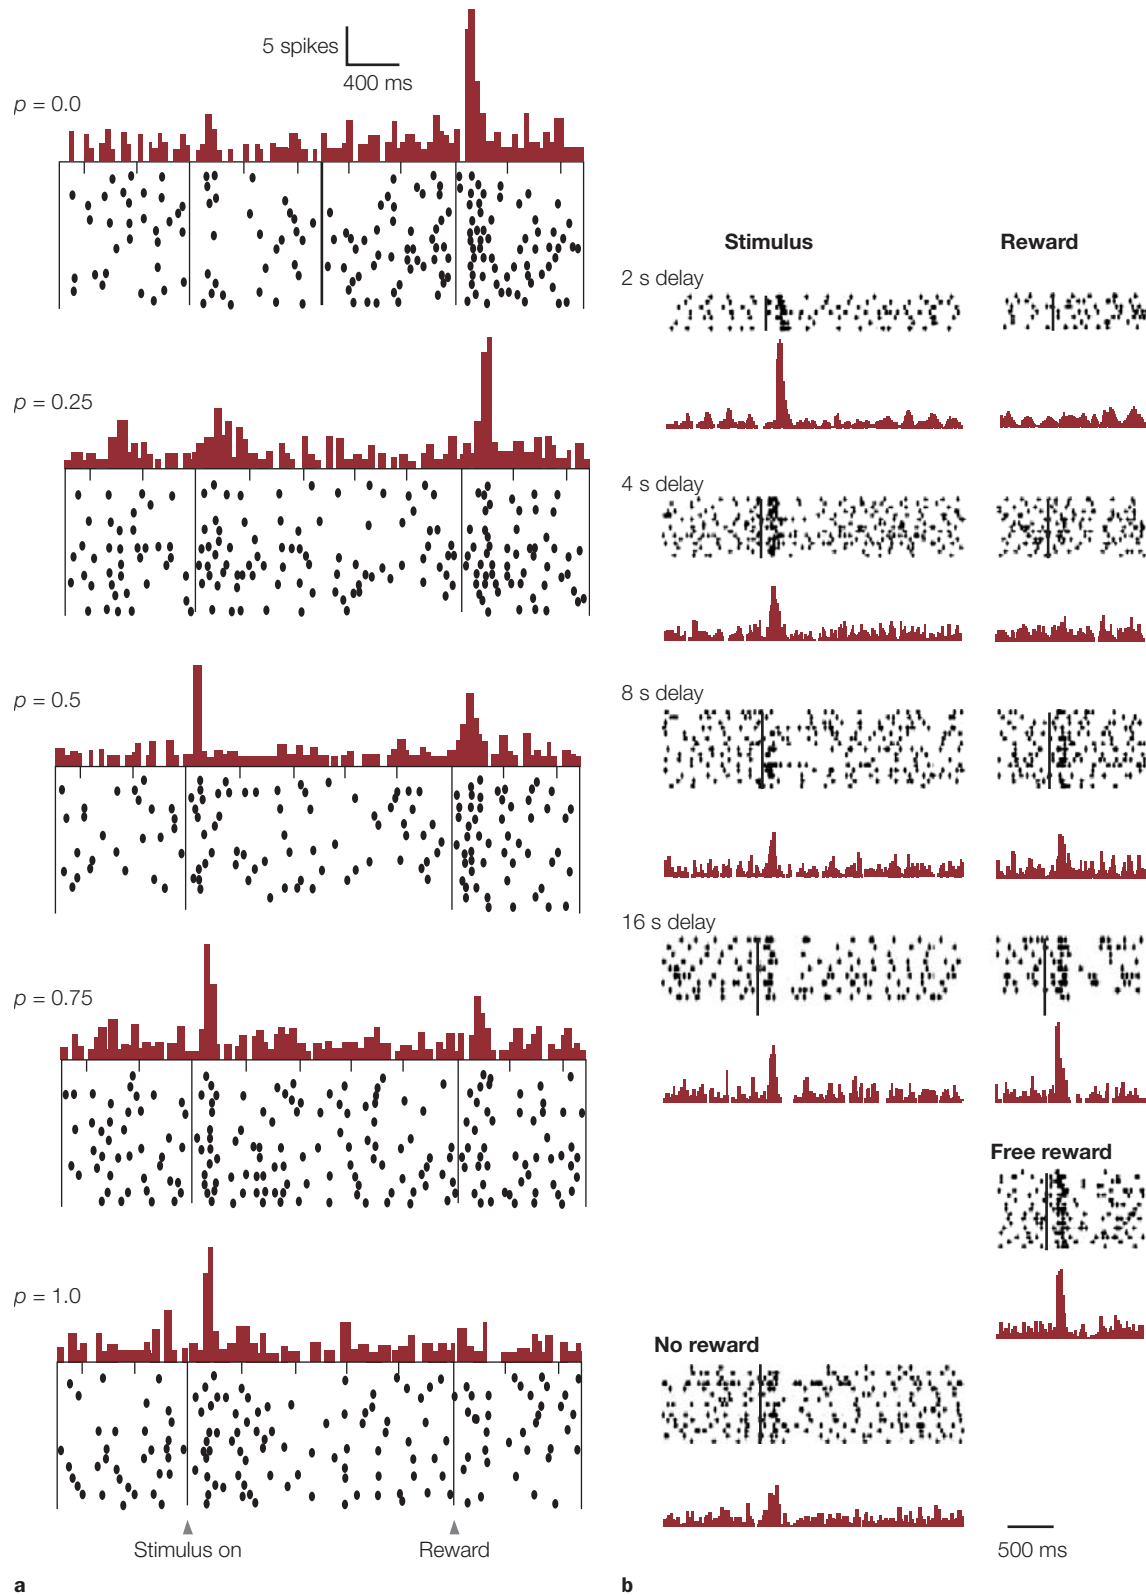 5 spikes
400 ms
p = 0.0
p = 0.25
p = 0.5
p = 0.75
p = 1.0
Stimulus on
Reward
a
Stimulus
Reward
2 s delay
4 s delay
8 s delay
16 s delay
Free reward
No reward
500 ms
b